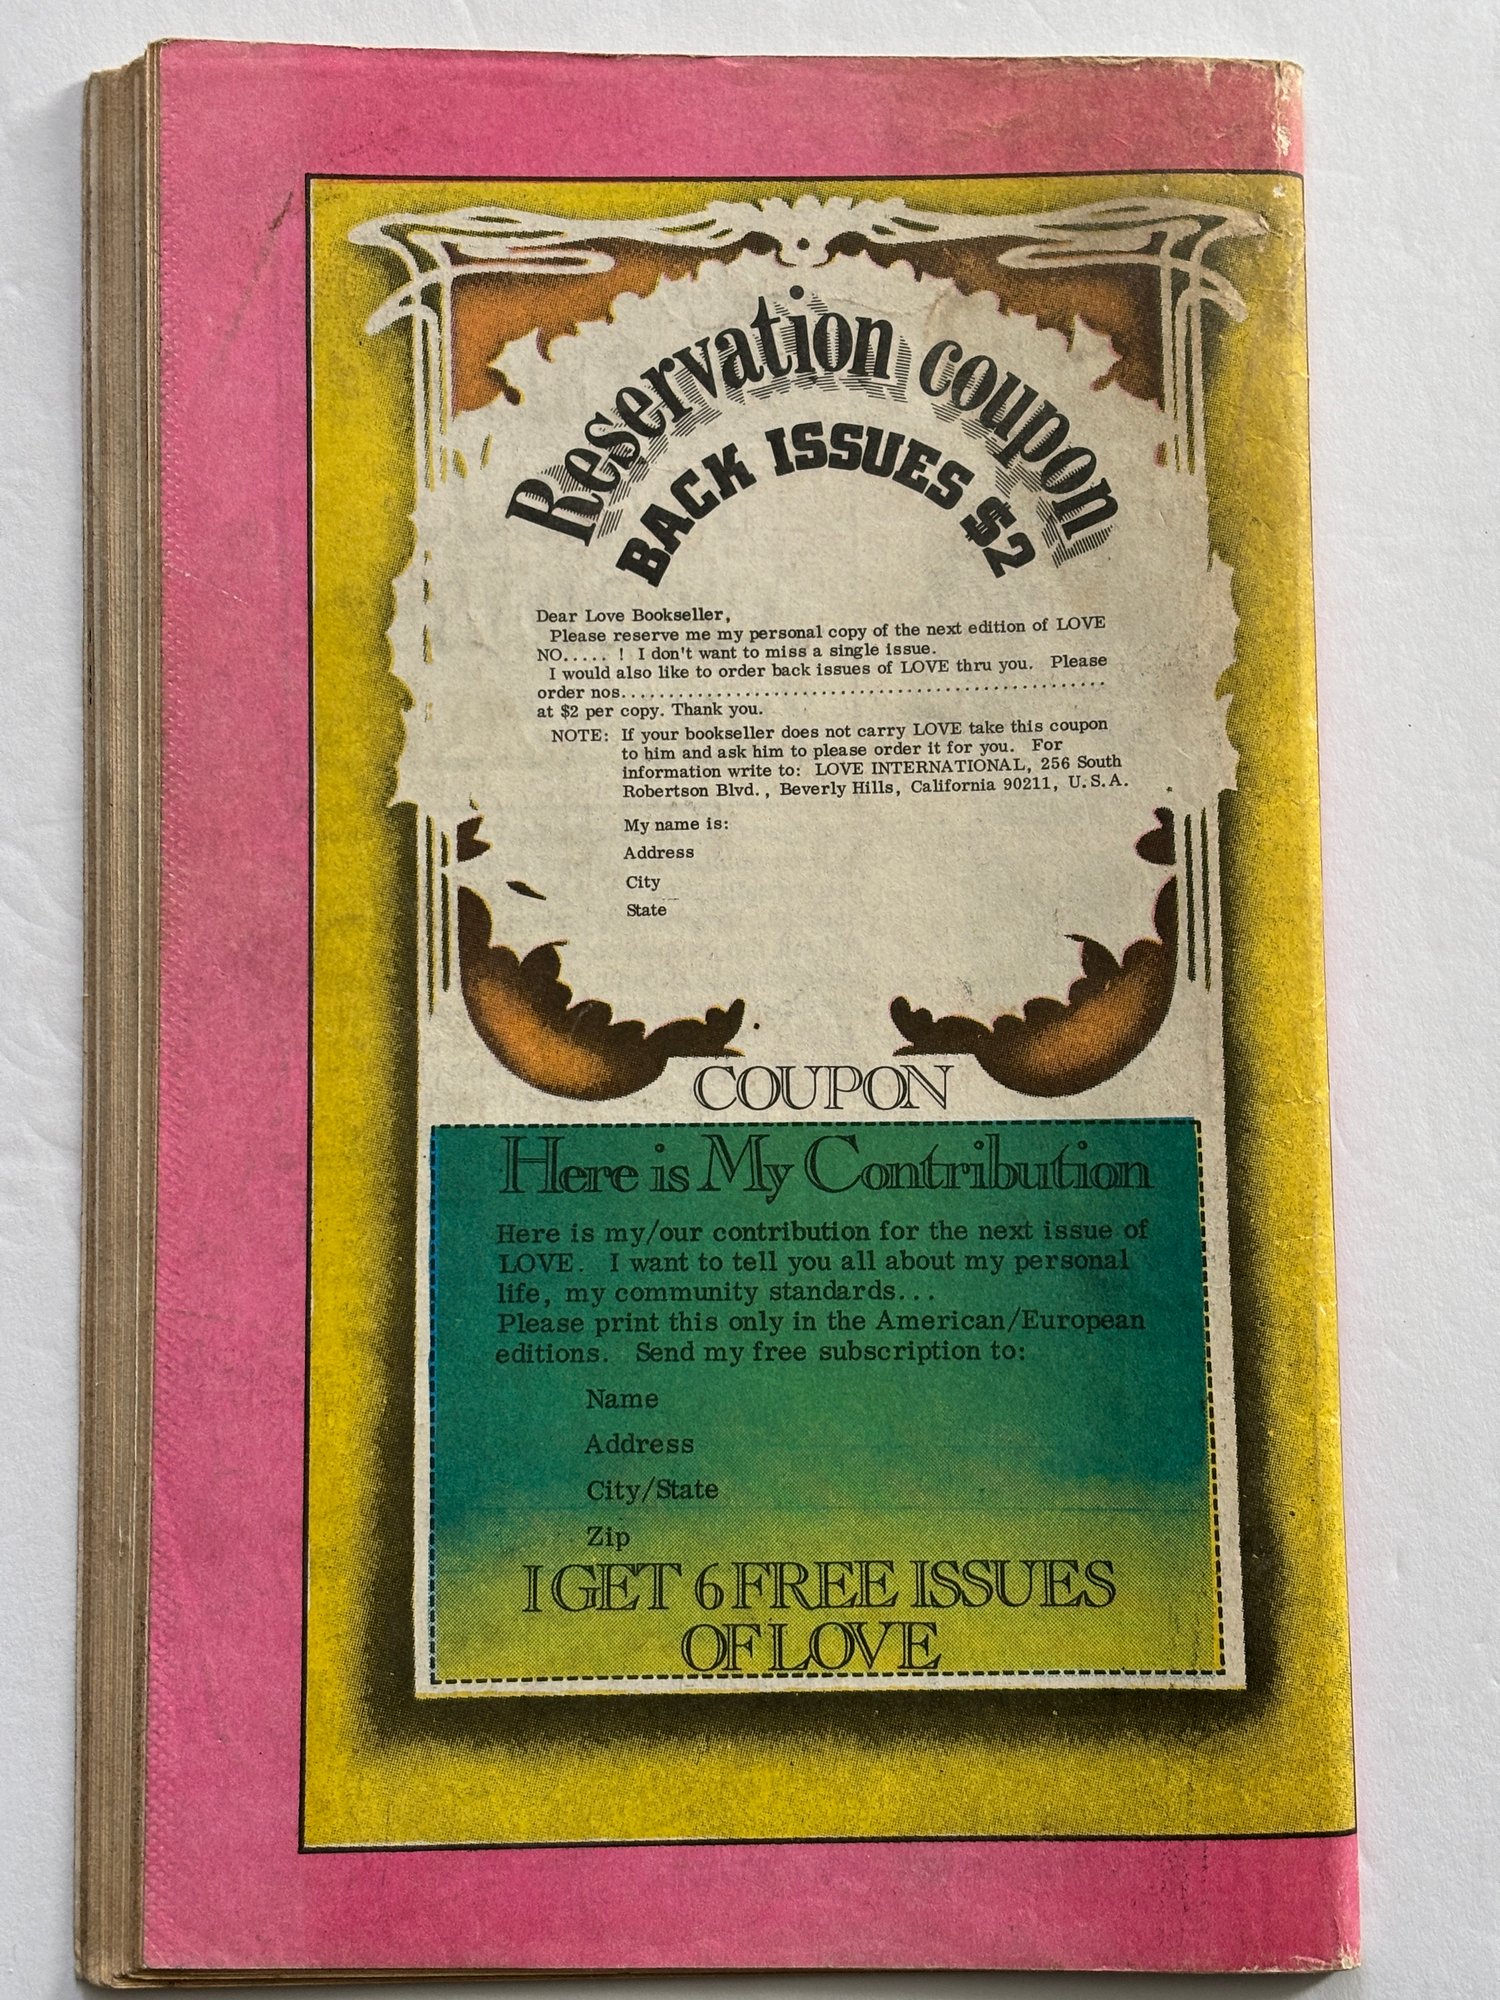 Reservation coupon
BACK ISSUES $2
Dear Love Bookseller,
Please reserve me my personal copy of the next edition of LOVE
NO..... ! I don't want to miss a single issue.
I would also like to order back issues of LOVE thru you. Please
order nos....................................................
at $2 per copy. Thank you.
NOTE: If your bookseller does not carry LOVE take this coupon
to him and ask him to please order it for you. For
information write to: LOVE INTERNATIONAL, 256 South
Robertson Blvd., Beverly Hills, California 90211, U.S.A.
My name is:
Address
City
State
COUPON
Here is My Contribution
Here is my/our contribution for the next issue of
LOVE. I want to tell you all about my personal
life, my community standards...
Please print this only in the American/European
editions. Send my free subscription to:
Name
Address
City/State
Zip
I GET 6 FREE ISSUES
OF LOVE